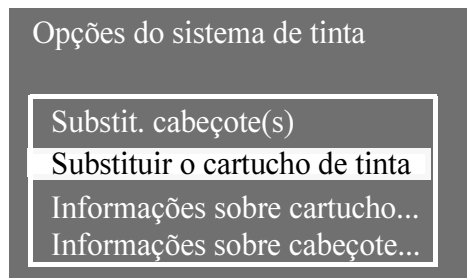 Opções do sistema de tinta
Substit. cabeçote(s)
Substituir o cartucho de tinta
Informações sobre cartucho...
Informações sobre cabeçote...